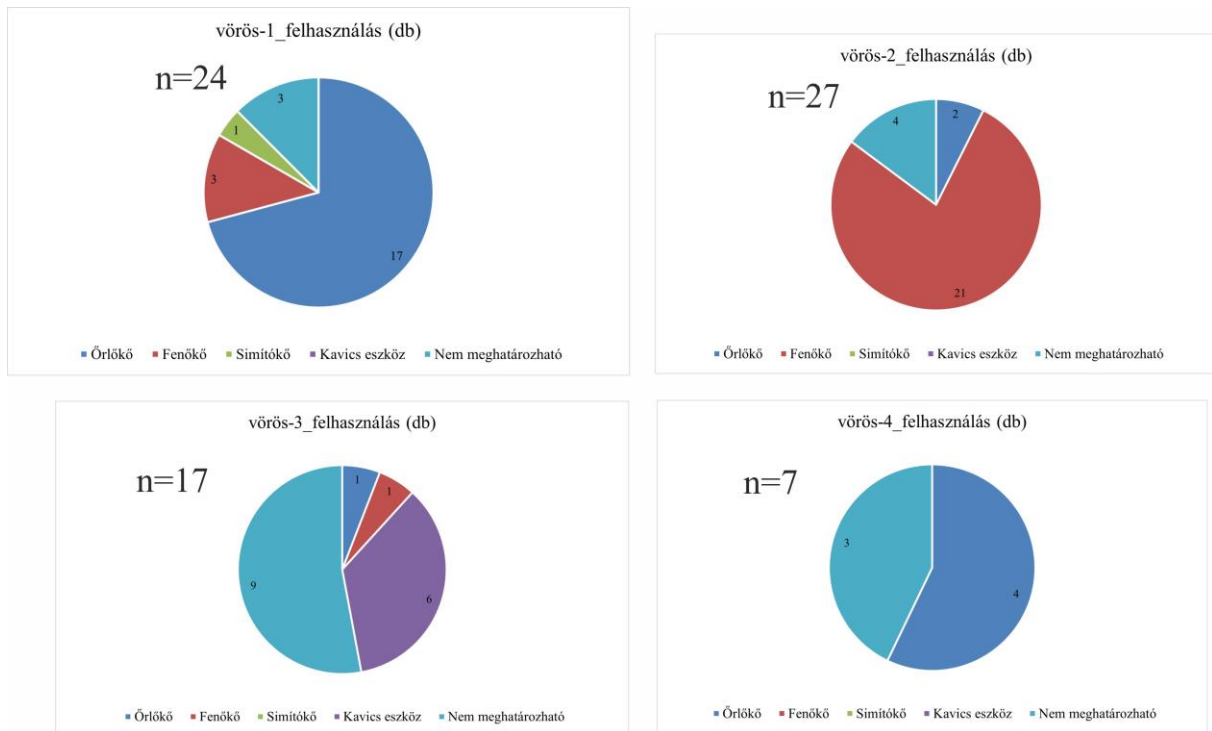 vörös-1_felhasználás (db)
n=24
3
1
3
17
Őrlőkő Fenőkő Simítókő Kavics eszköz Nem meghatározható
vörös-2_felhasználás (db)
n=27
4
2
21
Őrlőkő Fenőkő Simítókő Kavics eszköz Nem meghatározható
vörös-3_felhasználás (db)
n=17
1
1
9
6
Őrlőkő Fenőkő Simítókő Kavics eszköz Nem meghatározható
vörös-4_felhasználás (db)
n=7
3
4
Őrlőkő Fenőkő Simítókő Kavics eszköz Nem meghatározható